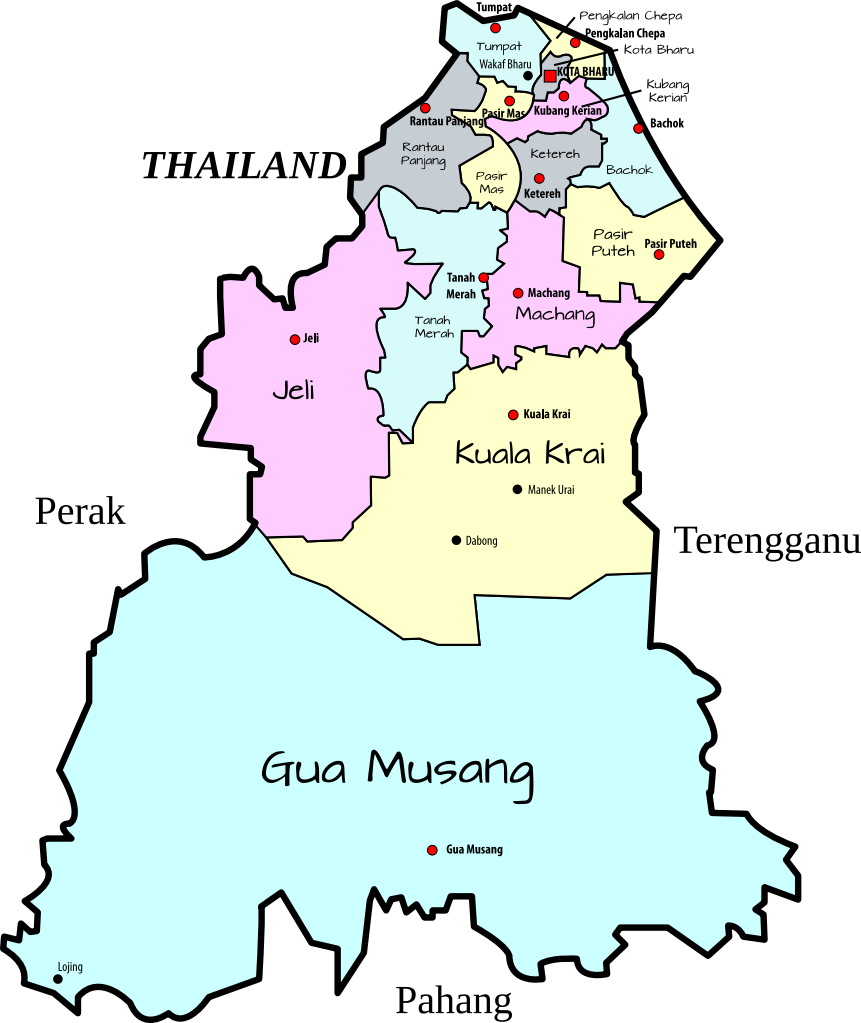 Tumpat
Pengkalan Chepa
Pengkalan Chepa
Tumpat
Kota Bharu
Wakaf Bharu
KOTA BHARU
Kubang
Kerian
Pasir Mas
Kubang Kerian
Rantau Panjang
Bachok
Rantau
Panjang
Ketereh
THAILAND
Pasir
Mas
Bachok
Ketereh
Pasir
Puteh
Pasir Puteh
Tanah
Merah
Machang
Machang
Tanah
Merah
Jeli
Jeli
Kuala Krai
Kuala Krai
Manek Urai
Perak
Dabong
Terengganu
Gua Musang
Gua Musang
Lojing
Pahang